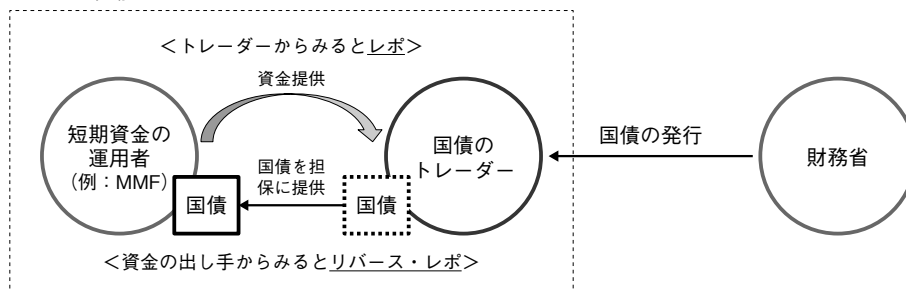 ＜トレーダーからみるとレポ＞
資金提供
短期資金の
運用者
（例：MMF）
国債を担
保に提供
国債
国債
国債の
トレーダー
国債の発行
財務省
＜資金の出し手からみるとリバース・レポ＞